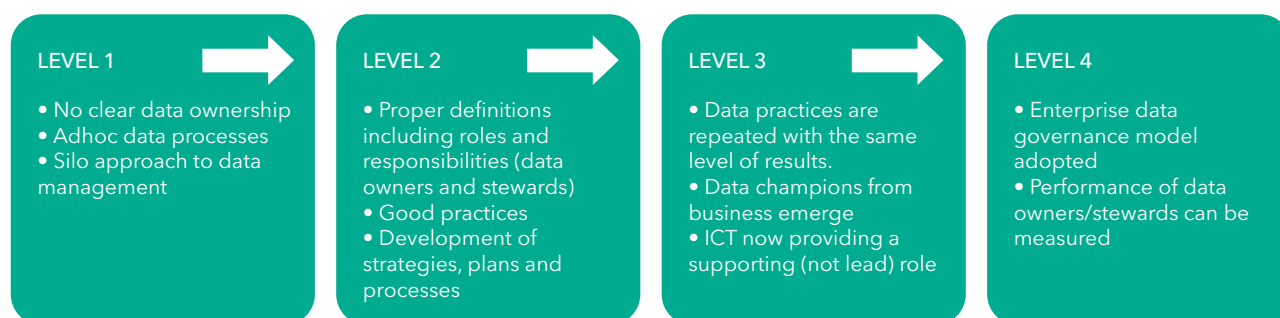 LEVEL 1
• No clear data ownership
• Adhoc data processes
• Silo approach to data
management
LEVEL 2
• Proper definitions
including roles and
responsibilities (data
owners and stewards)
• Good practices
• Development of
strategies, plans and
processes
LEVEL 3
• Data practices are
repeated with the same
level of results.
• Data champions from
business emerge
• ICT now providing a
supporting (not lead) role
LEVEL 4
• Enterprise data
governance model
adopted
• Performance of data
owners/stewards can be
measured